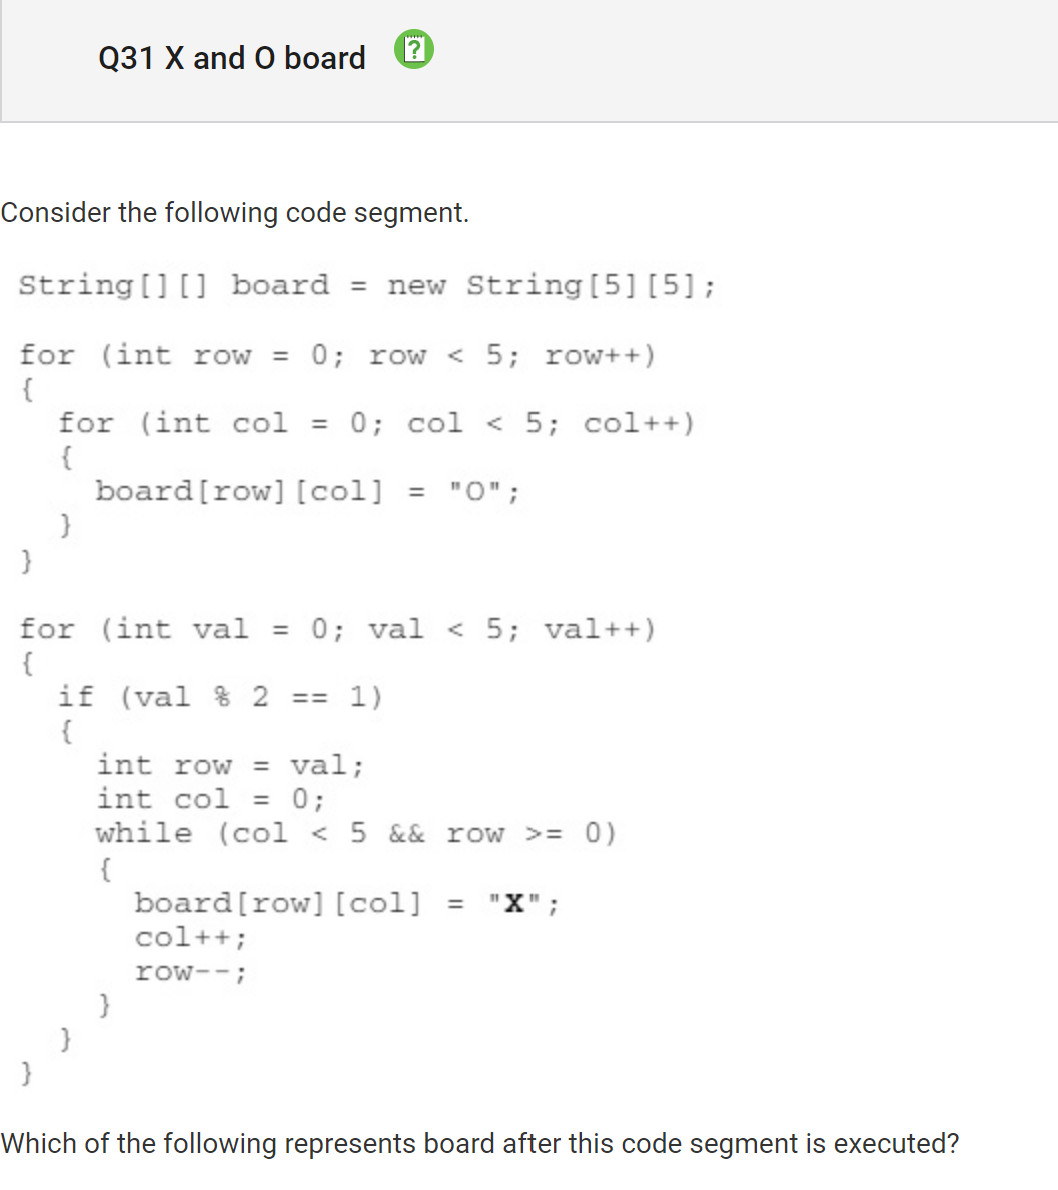 Q31 X and O board ?
Consider the following code segment.
String[][] board = new String[5][5];
for (int row = 0; row < 5; row++)
{
for (int col = 0; col < 5; col++)
{
board[row][col] = "O";
}
}
for (int val = 0; val < 5; val++)
{
if (val % 2 == 1)
{
int row = val;
int col = 0;
while (col < 5 && row >= 0)
{
board[row][col] = "X";
col++;
row--;
}
}
}
Which of the following represents board after this code segment is executed?